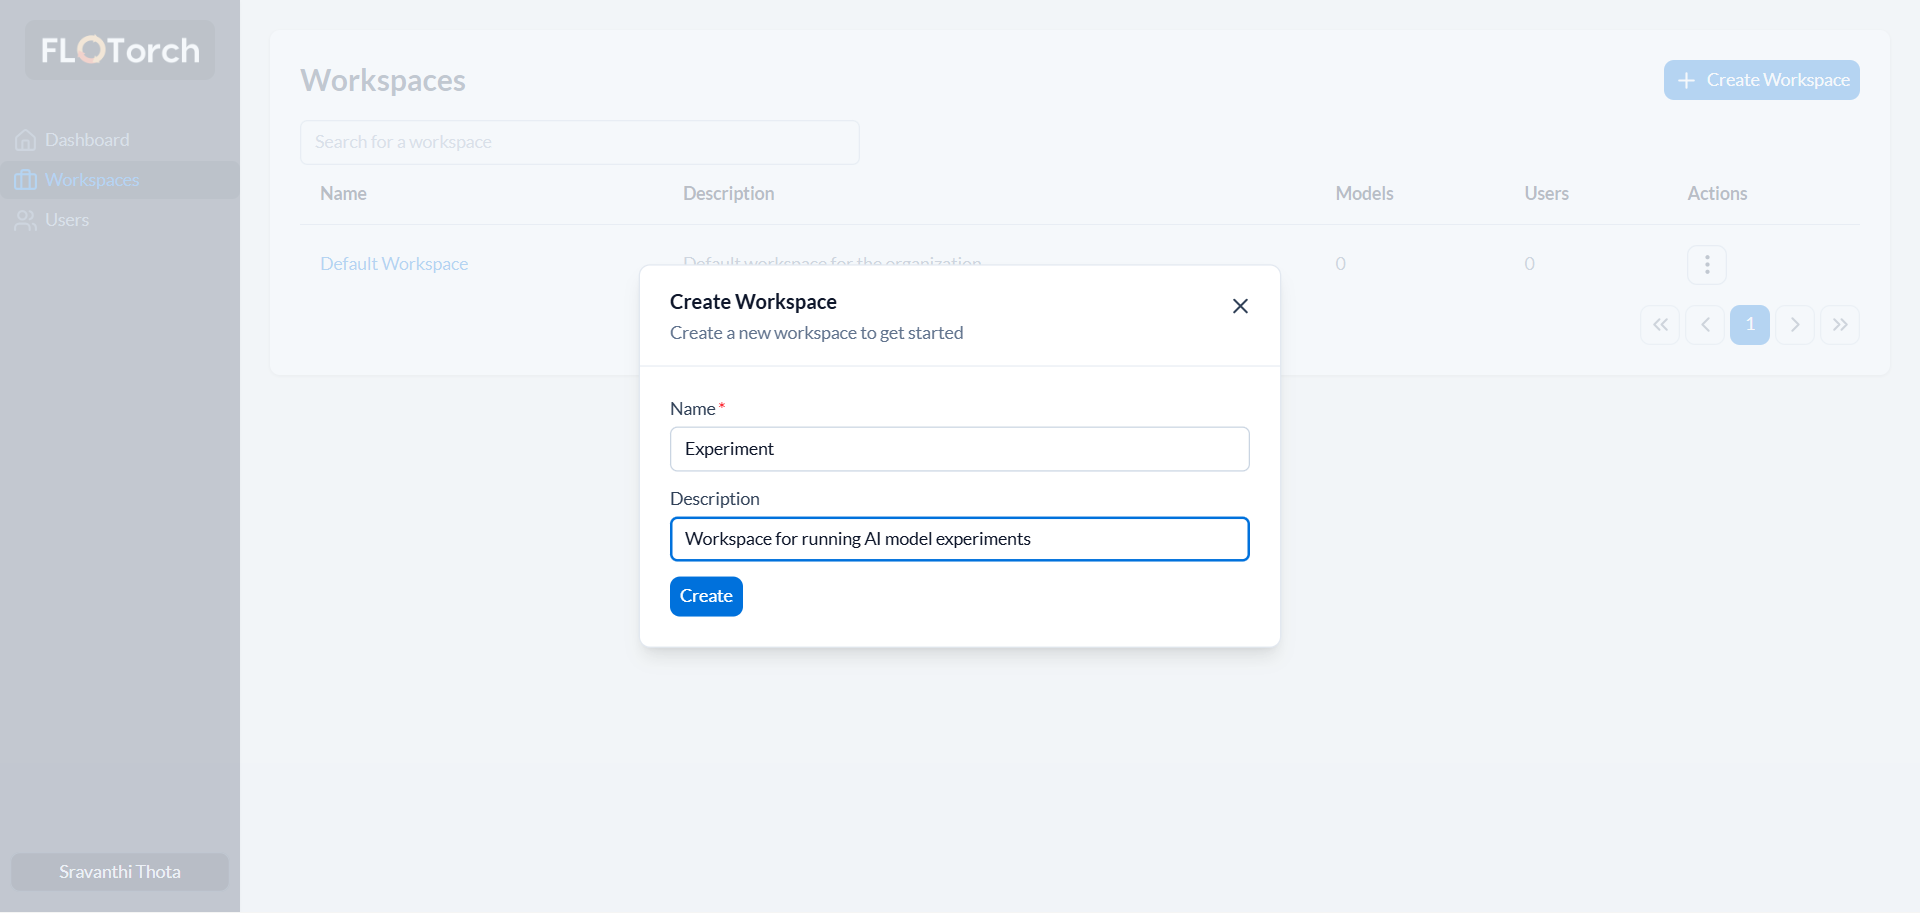 FLOTorch
Dashboard
Workspaces
Users
Sravanthi Thota
Workspaces
Create Workspace
Search for a workspace
Name Description Models Users Actions
Default Workspace Default workspace for the organization 0 0
1
Create Workspace
Create a new workspace to get started
Name*
Experiment
Description
Workspace for running AI model experiments
Create